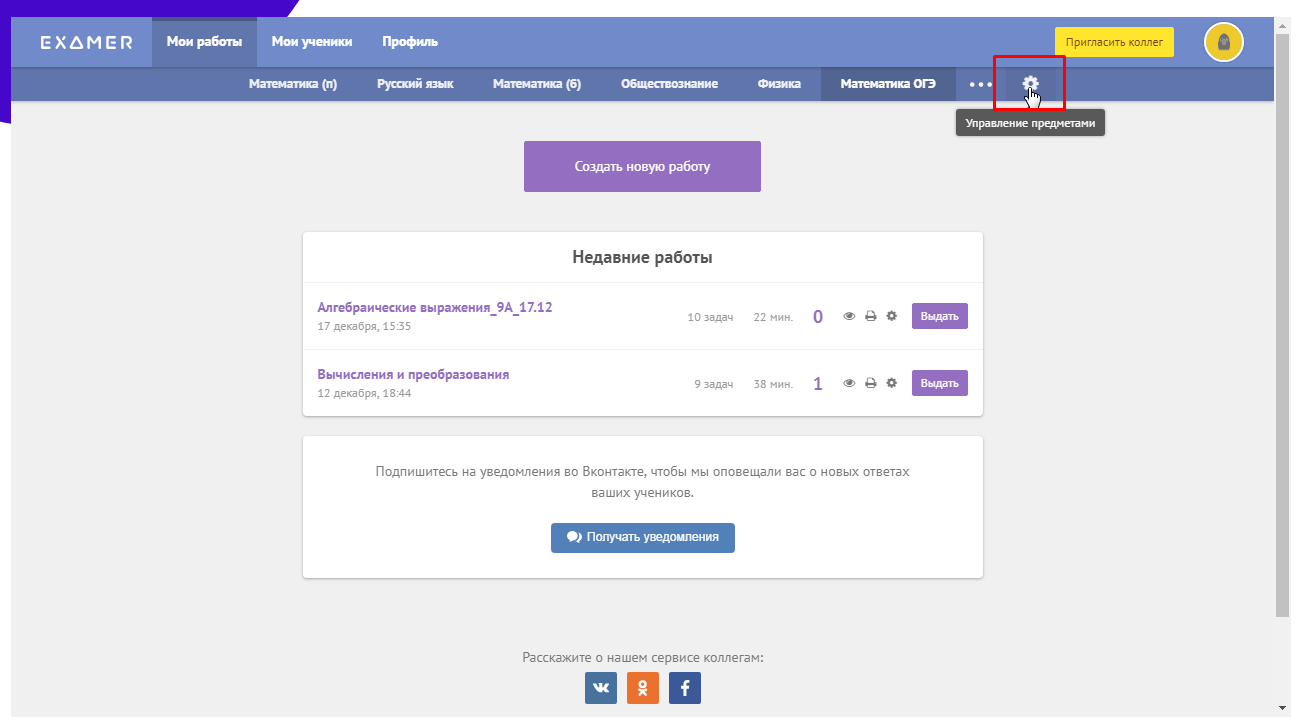 EXAMER Мои работы Мои ученики Профиль Пригласить коллег
Математика (п) Русский язык Математика (б) Обществознание Физика Математика ОГЭ
Управление предметами
Создать новую работу
Недавние работы
Алгебраические выражения_9А_17.12
17 декабря, 15:35
10 задач 22 мин. 0 Выдать
Вычисления и преобразования
12 декабря, 18:44
9 задач 38 мин. 1 Выдать
Подпишитесь на уведомления во Вконтакте, чтобы мы оповещали вас о новых ответах
ваших учеников.
Получать уведомления
Расскажите о нашем сервисе коллегам: